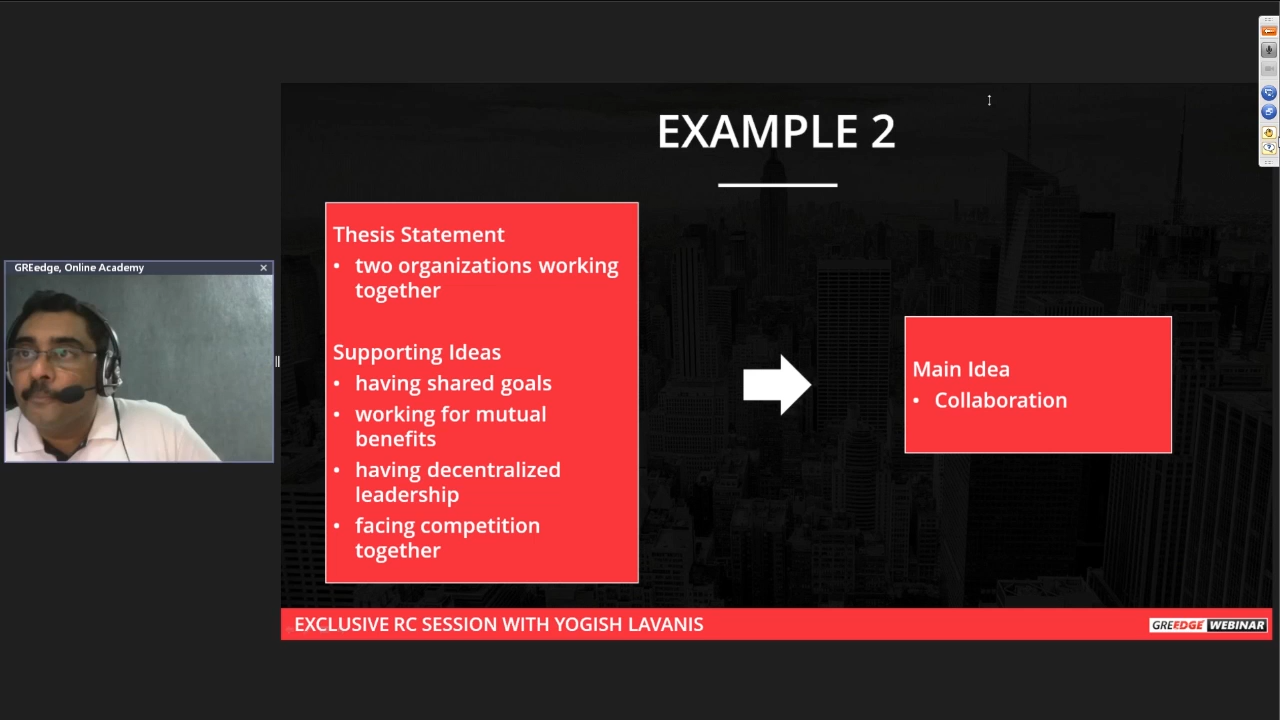 EXAMPLE 2
Thesis Statement
• two organizations working
together
Supporting Ideas
• having shared goals
• working for mutual
benefits
• having decentralized
leadership
• facing competition
together
Main Idea
• Collaboration
GREedge, Online Academy
EXCLUSIVE RC SESSION WITH YOGISH LAVANIS
GREEDGE WEBINAR